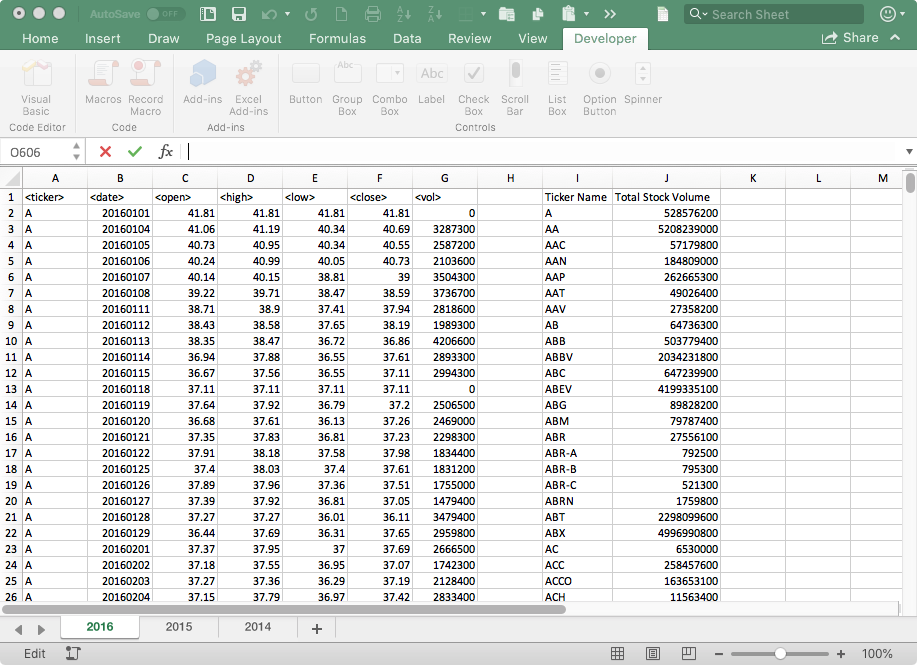 AutoSave OFF Search Sheet
Home Insert Draw Page Layout Formulas Data Review View Developer Share
Visual Basic Macros Record Macro Add-ins Excel Add-ins Button Abc Group Box Combo Box Abc Label Check Box Scroll Bar List Box Option Button Spinner
Code Editor Code Add-ins Controls
O606 fx
A B C D E F G H I J K L M
1 <ticker> <date> <open> <high> <low> <close> <vol> Ticker Name Total Stock Volume
2 A 20160101 41.81 41.81 41.81 41.81 0 A 528576200
3 A 20160104 41.06 41.19 40.34 40.69 3287300 AA 5208239000
4 A 20160105 40.73 40.95 40.34 40.55 2587200 AAC 57179800
5 A 20160106 40.24 40.99 40.05 40.73 2103600 AAN 184809000
6 A 20160107 40.14 40.15 38.81 39 3504300 AAP 262665300
7 A 20160108 39.22 39.71 38.47 38.59 3736700 AAT 49026400
8 A 20160111 38.71 38.9 37.41 37.94 2818600 AAV 27358200
9 A 20160112 38.43 38.58 37.65 38.19 1989300 AB 64736300
10 A 20160113 38.35 38.47 36.72 36.86 4206600 ABB 503779400
11 A 20160114 36.94 37.88 36.55 37.61 2893300 ABBV 2034231800
12 A 20160115 36.67 37.56 36.55 37.11 2994300 ABC 647239900
13 A 20160118 37.11 37.11 37.11 37.11 0 ABEV 4199335100
14 A 20160119 37.64 37.92 36.79 37.2 2506500 ABG 89828200
15 A 20160120 36.68 37.61 36.13 37.26 2469000 ABM 79787400
16 A 20160121 37.35 37.83 36.81 37.23 2298300 ABR 27556100
17 A 20160122 37.91 38.18 37.58 37.98 1834400 ABR-A 792500
18 A 20160125 37.4 38.03 37.4 37.61 1831200 ABR-B 795300
19 A 20160126 37.89 37.96 37.36 37.51 1755000 ABR-C 521300
20 A 20160127 37.39 37.92 36.81 37.05 1479400 ABRN 1759800
21 A 20160128 37.27 37.27 36.01 36.11 3479400 ABT 2298099600
22 A 20160129 36.44 37.69 36.31 37.65 2959800 ABX 4996990800
23 A 20160201 37.37 37.95 37 37.69 2666500 AC 6530000
24 A 20160202 37.18 37.55 36.95 37.07 1742300 ACC 258457600
25 A 20160203 37.27 37.36 36.29 37.19 2128400 ACCO 163653100
26 A 20160204 37.15 37.79 36.97 37.42 2833400 ACH 11563400
2016 2015 2014 +
Edit 100%